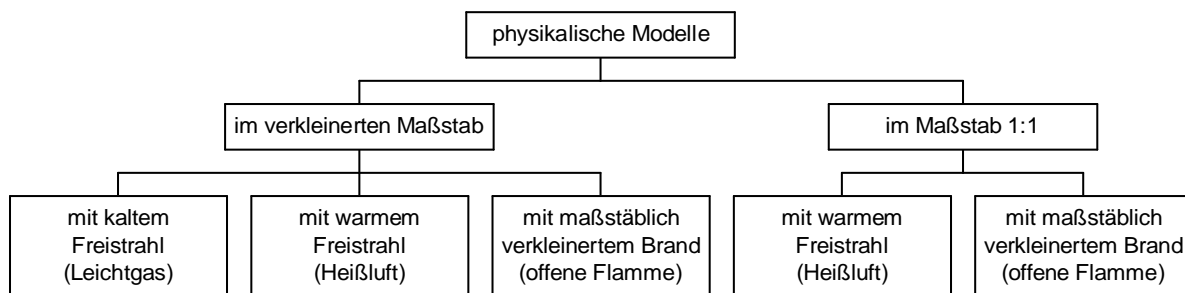 physikalische Modelle
im verkleinerten Maßstab
im Maßstab 1:1
mit kaltem
Freistrahl
(Leichtgas)
mit warmem
Freistrahl
(Heißluft)
mit maßstäblich
verkleinertem Brand
(offene Flamme)
mit warmem
Freistrahl
(Heißluft)
mit maßstäblich
verkleinertem Brand
(offene Flamme)